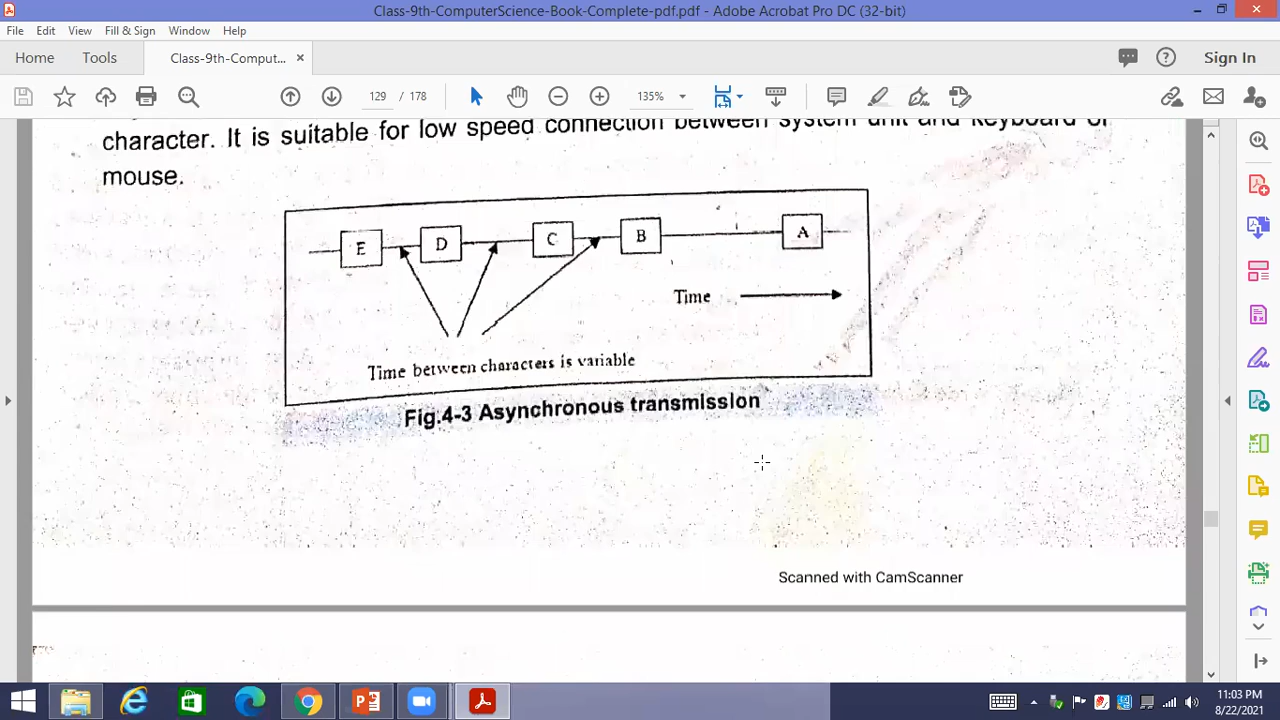 Class-9th-ComputerScience-Book-Complete-pdf.pdf - Adobe Acrobat Pro DC (32-bit)
File Edit View Fill & Sign Window Help
Home Tools Class-9th-Comput... Sign In
129 / 178 135%
character. It is suitable for low speed connection between system unit and keyboard or
mouse.
E D C B A
Time
Time between characters is variable
Fig.4-3 Asynchronous transmission
Scanned with CamScanner
11:03 PM
8/22/2021